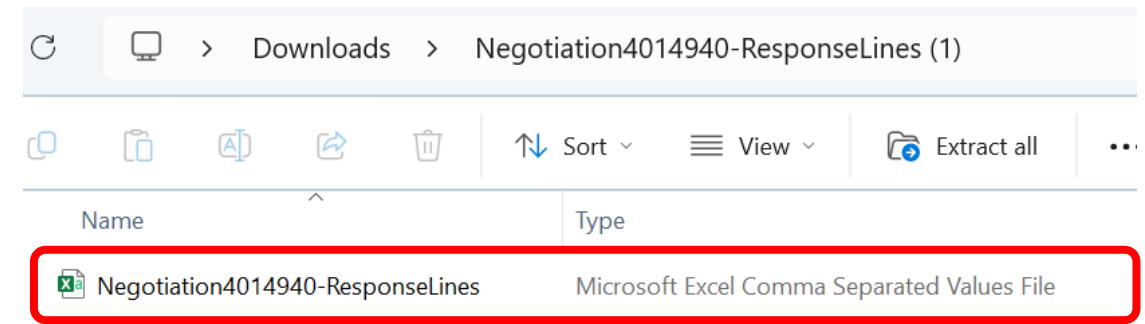 Downloads > Negotiation4014940-ResponseLines (1)
Sort View Extract all
Name Type
Negotiation4014940-ResponseLines Microsoft Excel Comma Separated Values File